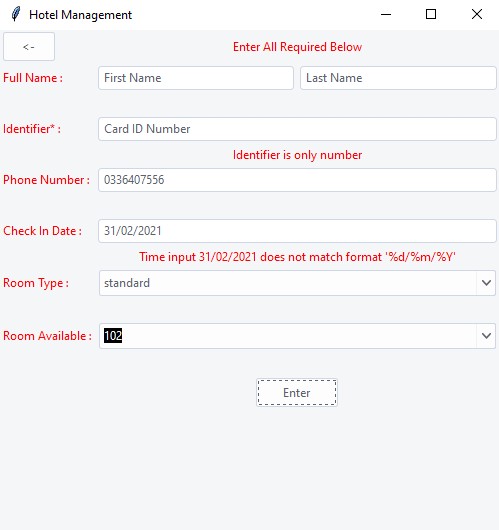 Hotel Management
<-
Enter All Required Below
Full Name : First Name Last Name
Identifier* : Card ID Number
Identifier is only number
Phone Number : 0336407556
Check In Date : 31/02/2021
Time input 31/02/2021 does not match format '%d/%m/%Y'
Room Type : standard
Room Available : 102
Enter